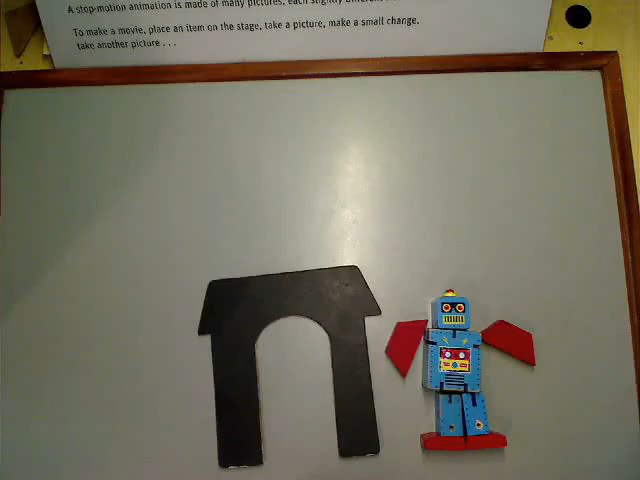 A stop-motion animation is made of many pictures, each slightly different
To make a movie, place an item on the stage, take a picture, make a small change.
take another picture . . .